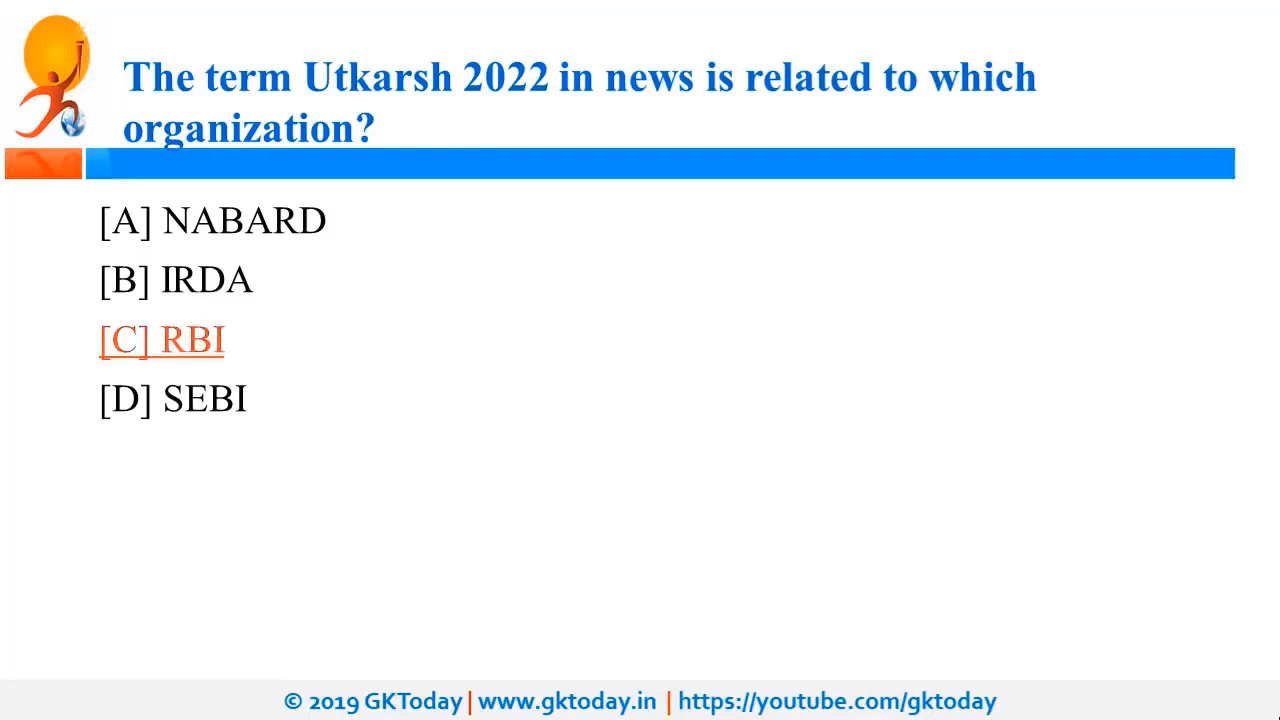 The term Utkarsh 2022 in news is related to which
organization?
[A] NABARD
[B] IRDA
[C] RBI
[D] SEBI
© 2019 GKToday | www.gktoday.in | https://youtube.com/gktoday